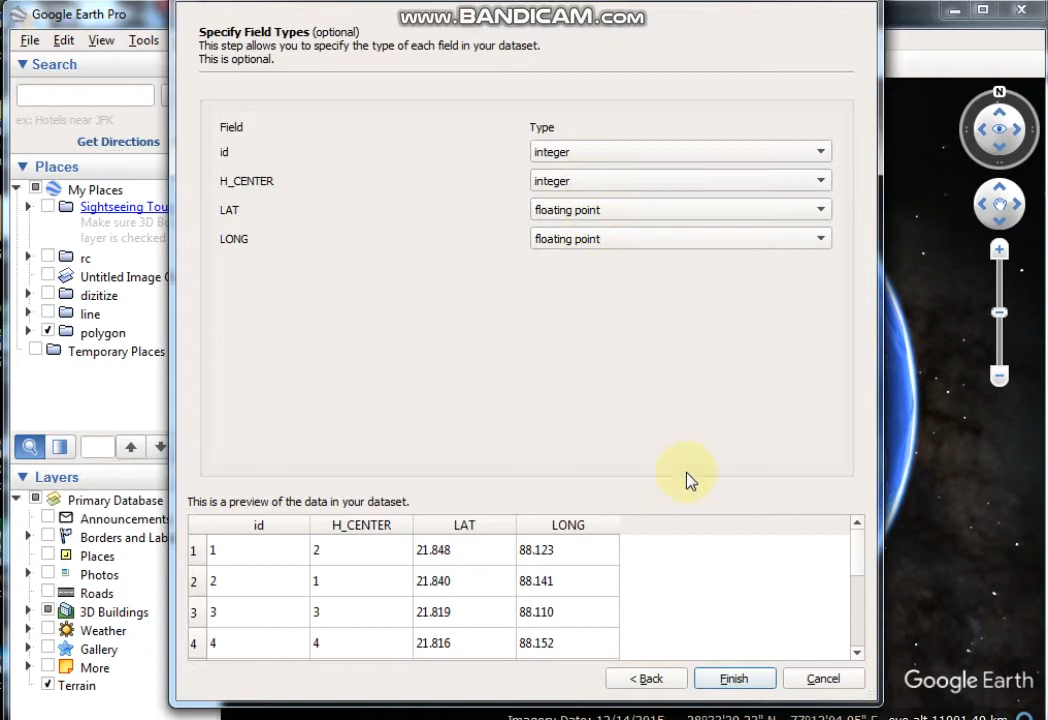 Google Earth Pro
www.BANDICAM.com
File Edit View Tools
Search
ex: Hotels near JFK
Get Directions
Places
My Places
Sightseeing Tou
Make sure 3D B
layer is checked
rc
Untitled Image
dizitize
line
polygon
Temporary Places
Layers
Primary Database
Announcement
Borders and Lab
Places
Photos
Roads
3D Buildings
Weather
Gallery
More
Terrain
Specify Field Types (optional)
This step allows you to specify the type of each field in your dataset.
This is optional.
Field Type
id integer
H_CENTER integer
LAT floating point
LONG floating point
This is a preview of the data in your dataset.
id H_CENTER LAT LONG
1 1 2 21.848 88.123
2 2 1 21.840 88.141
3 3 3 21.819 88.110
4 4 4 21.816 88.152
< Back Finish Cancel
N
Google Earth